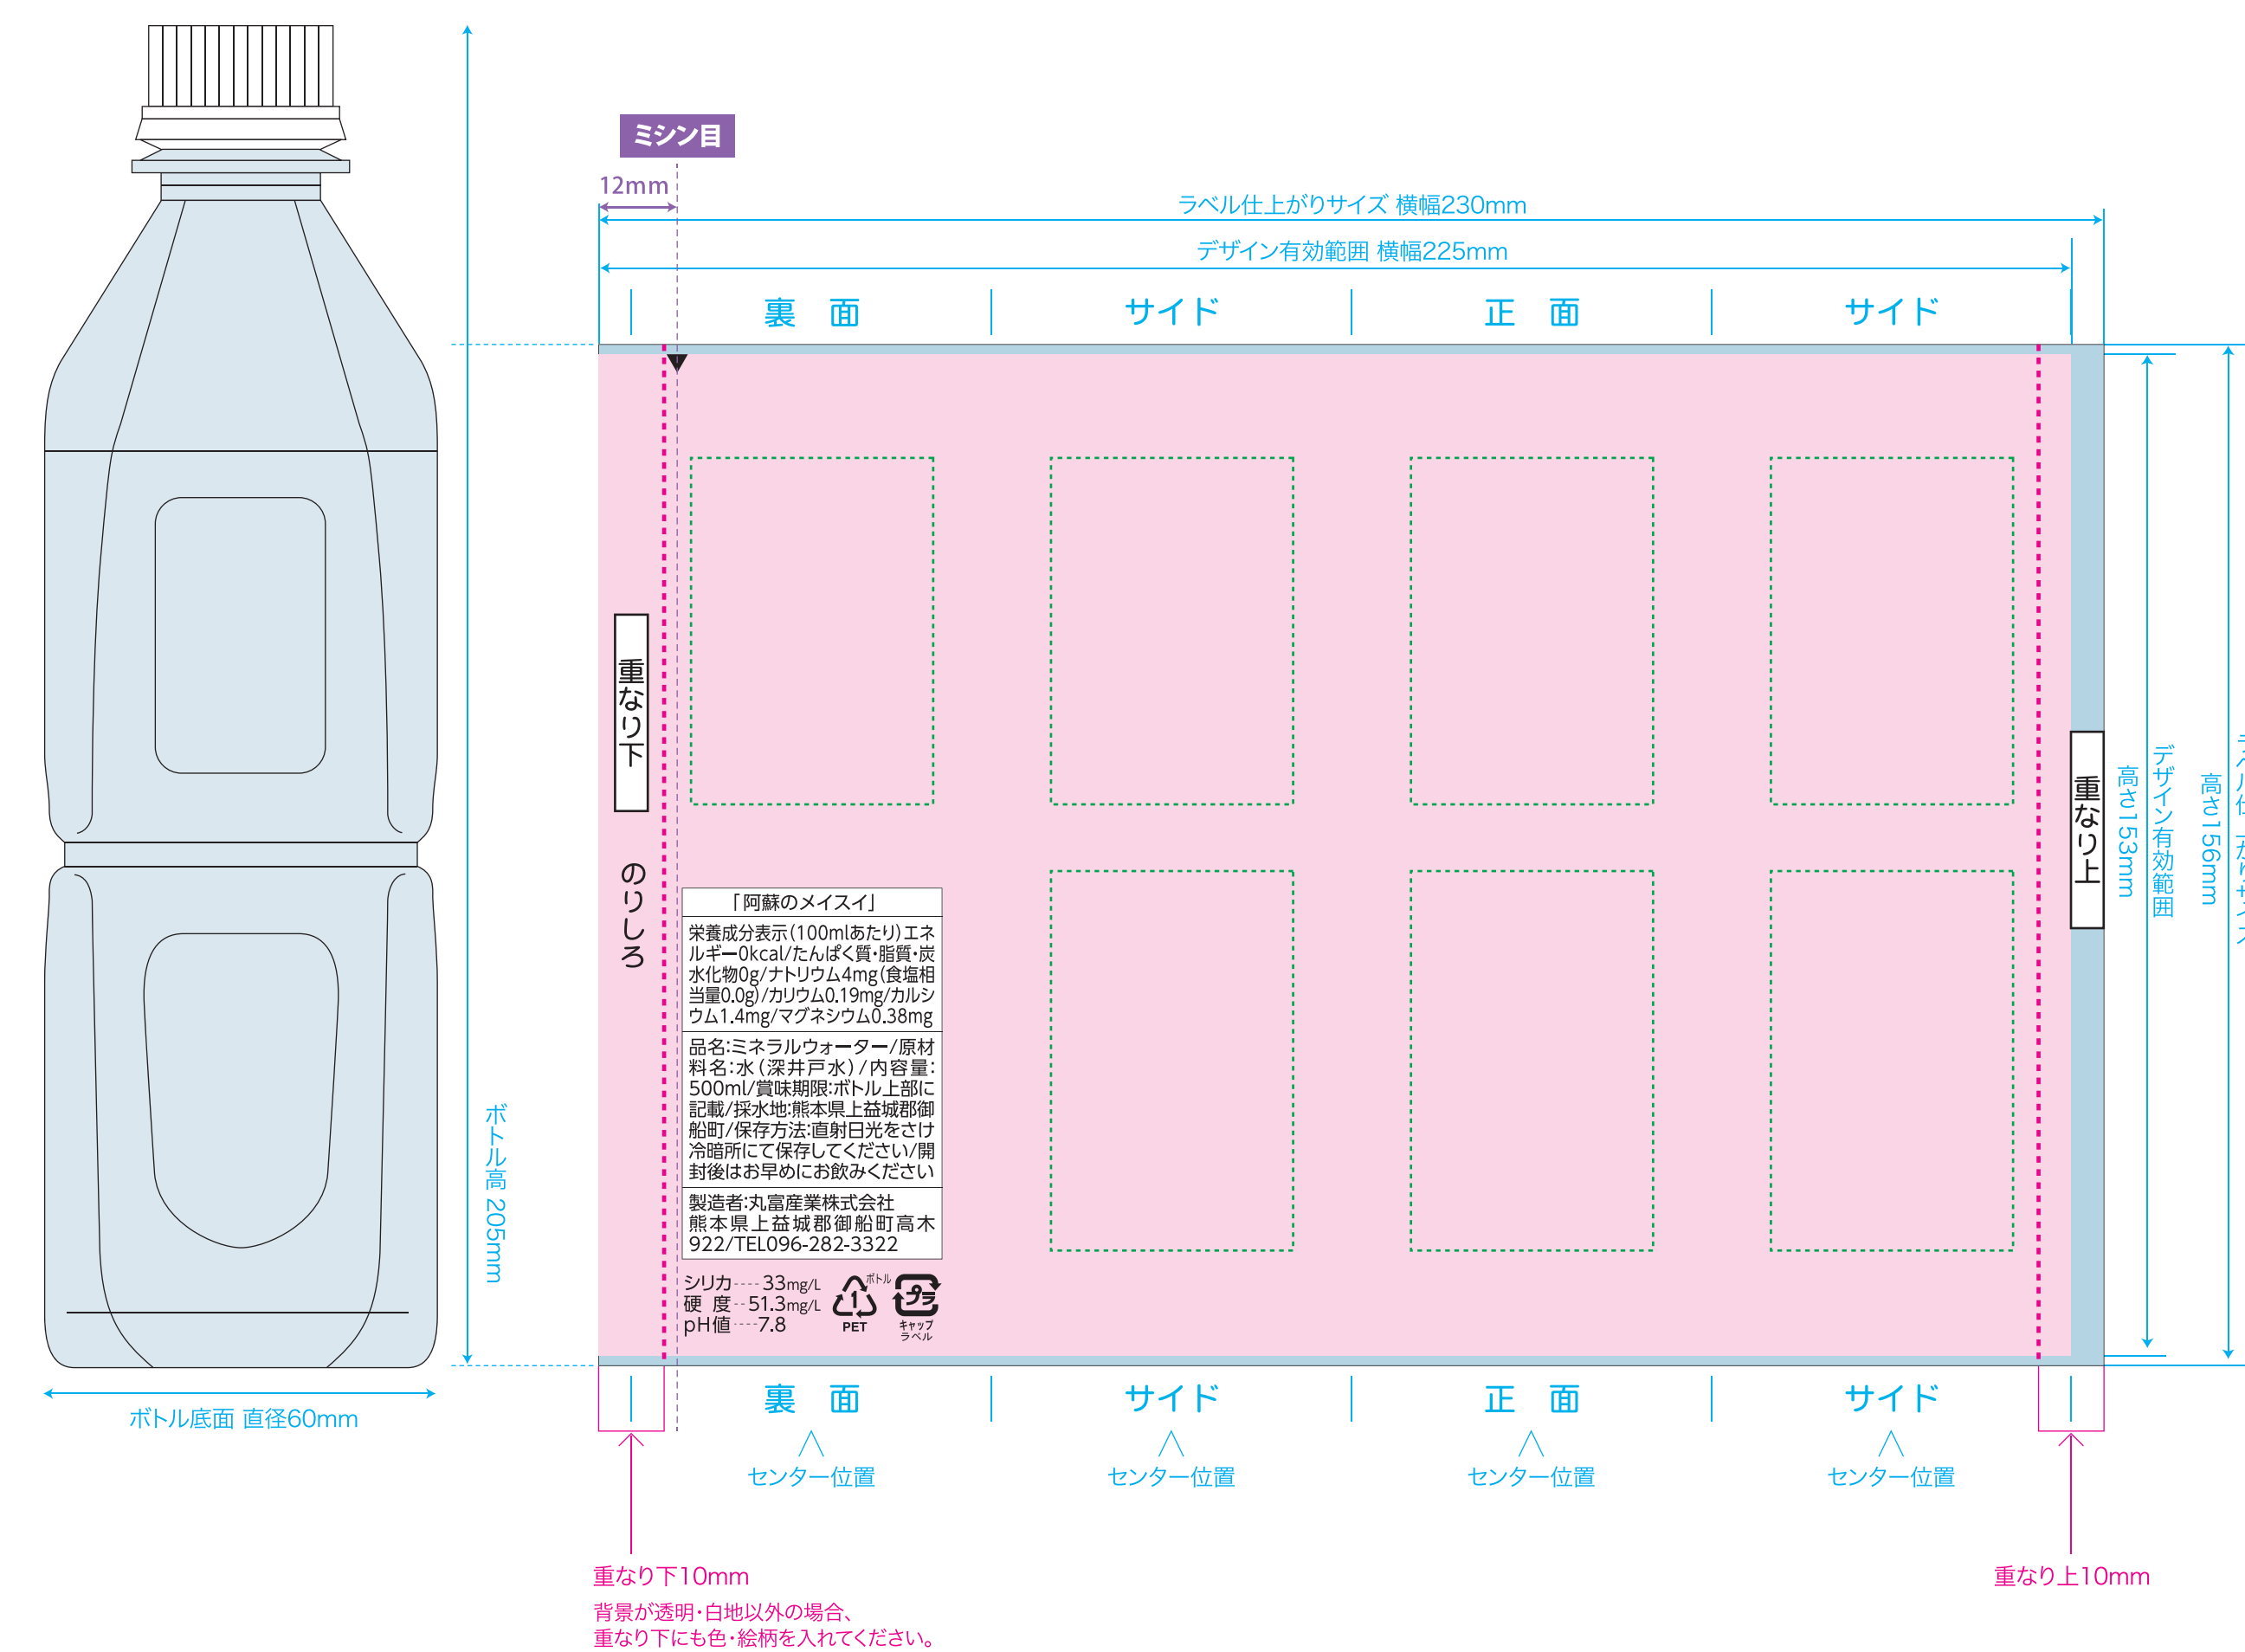 ミシン目
12mm
ラベル仕上がりサイズ 横幅230mm
デザイン有効範囲 横幅225mm
裏 面
サイド
正 面
サイド
重なり下
のりしろ
「阿蘇のメイスイ」
栄養成分表示(100mlあたり)エネ
ルギー0kcal/たんぱく質・脂質・炭
水化物0g/ナトリウム4mg(食塩相
当量0.0g)/カリウム0.19mg/カルシ
ウム1.4mg/マグネシウム0.38mg
品名:ミネラルウォーター/原材
料名:水(深井戸水)/内容量:
500ml/賞味期限:ボトル上部に
記載/採水地:熊本県上益城郡御
船町/保存方法:直射日光をさけ
冷暗所にて保存してください/開
封後はお早めにお飲みください
製造者:丸富産業株式会社
熊本県上益城郡御船町高木
922/TEL096-282-3322
シリカ----33mg/L
硬 度--51.3mg/L
pH値----7.8
1
PET
ボトル
プラ
キャップ
ラベル
重なり上
デザイン有効範囲
高さ153mm
高さ156mm
ボトル高 205mm
ボトル底面 直径60mm
裏 面
サイド
正 面
サイド
センター位置
センター位置
センター位置
センター位置
重なり下10mm
背景が透明・白地以外の場合、
重なり下にも色・絵柄を入れてください。
重なり上10mm